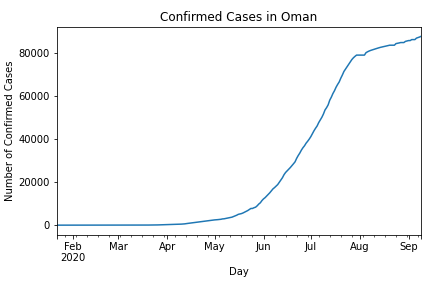 Confirmed Cases in Oman
Number of Confirmed Cases
80000
60000
40000
20000
0
Feb Mar Apr May Jun Jul Aug Sep
2020
Day